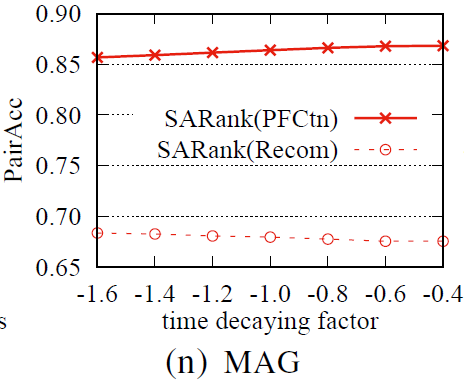 0.90
0.85
0.80
0.75
0.70
0.65
PairAcc
SARank(PFCtn)
SARank(Recom)
-1.6 -1.4 -1.2 -1.0 -0.8 -0.6 -0.4
s
time decaying factor
(n) MAG